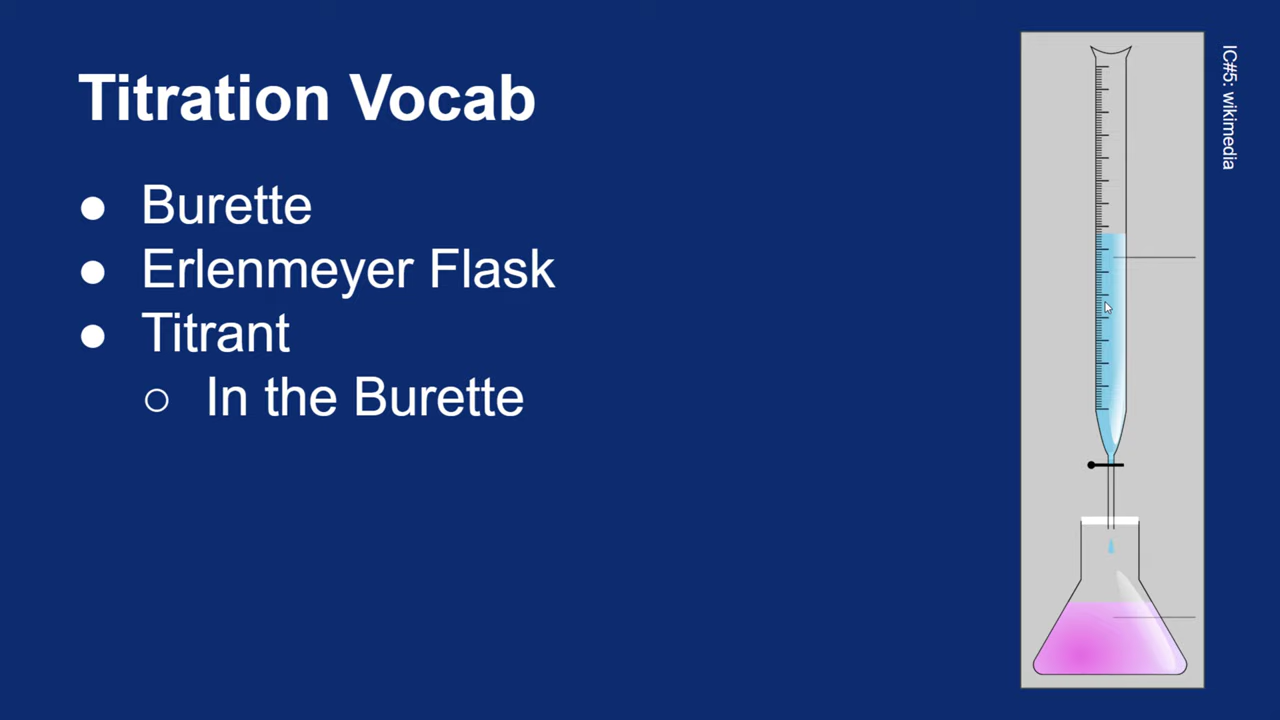 Titration Vocab
● Burette
● Erlenmeyer Flask
● Titrant
○ In the Burette
IC#5: wikimedia